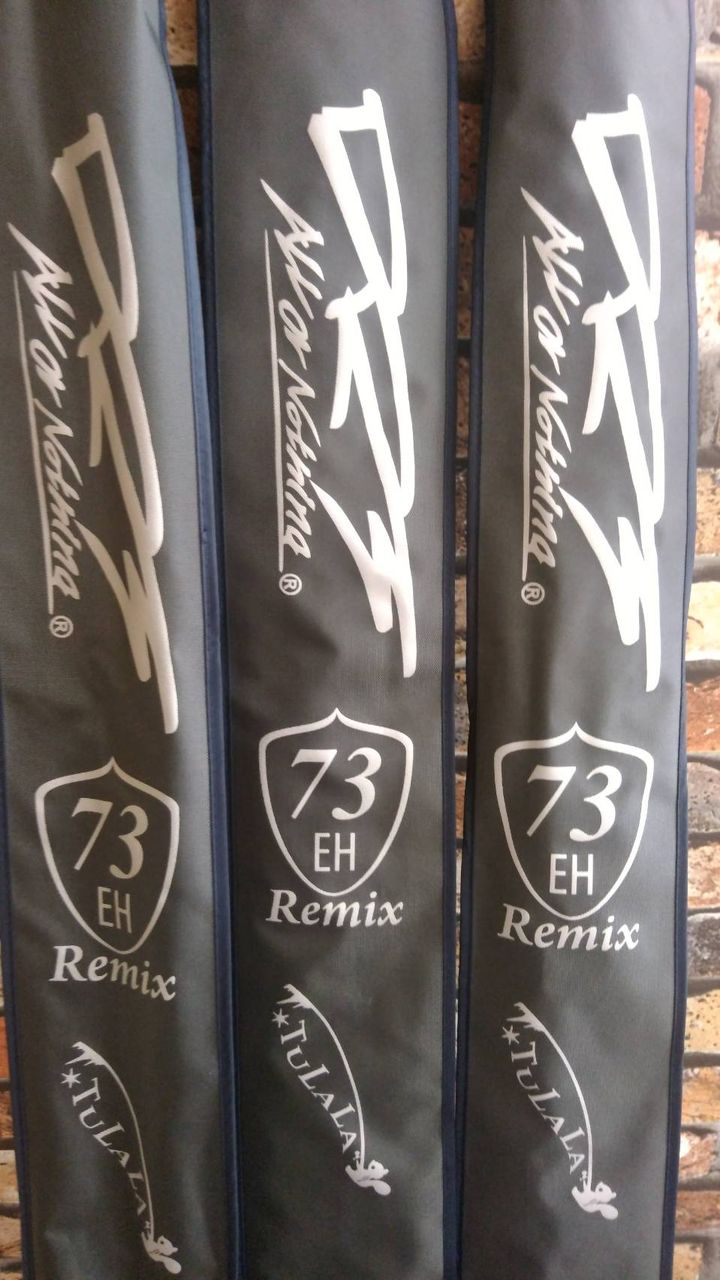 All or Nothing®
73
EH
Remix
*TULALA
All or Nothing®
73
EH
Remix
*TULALA
All or Nothing®
73
EH
Remix
*TULALA